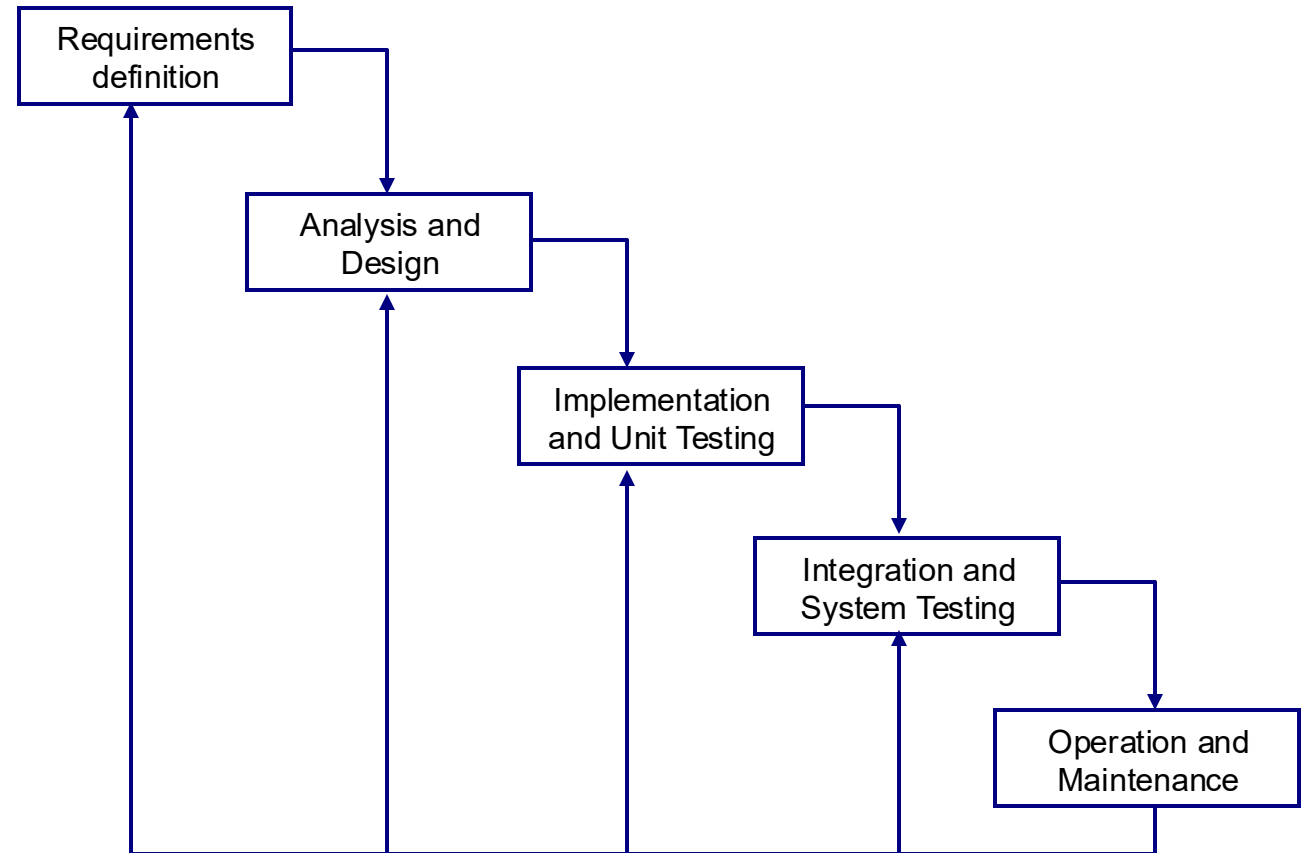 Requirements
definition
Analysis and
Design
Implementation
and Unit Testing
Integration and
System Testing
Operation and
Maintenance